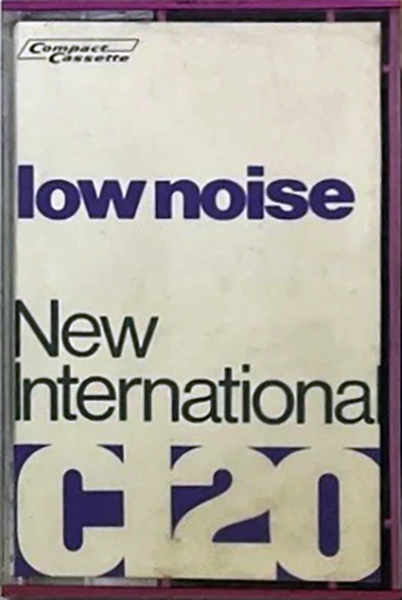 Compact
Cassette
low noise
New
International
C120